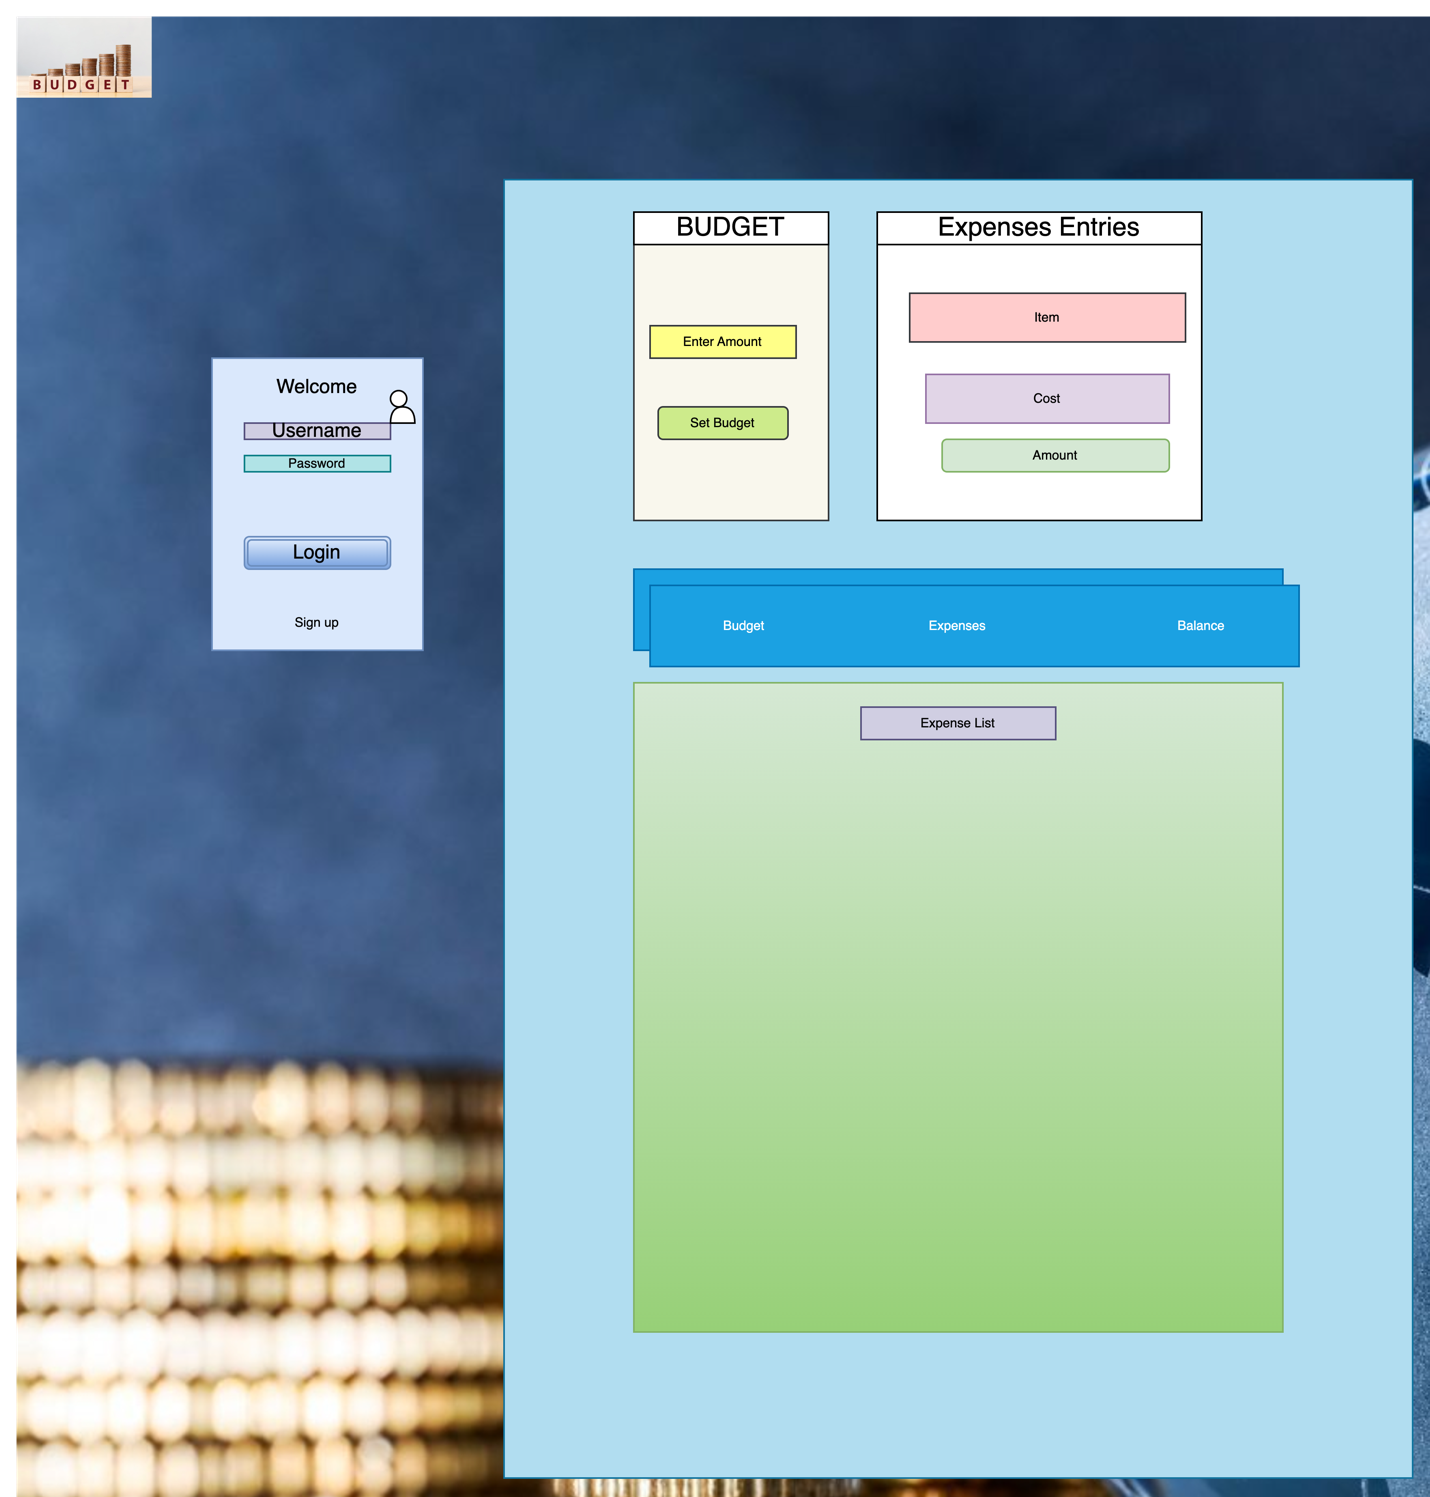 BUDGET
BUDGET
Expenses Entries
Item
Enter Amount
Cost
Set Budget
Amount
Welcome
Username
Password
Login
Sign up
Budget
Expenses
Balance
Expense List